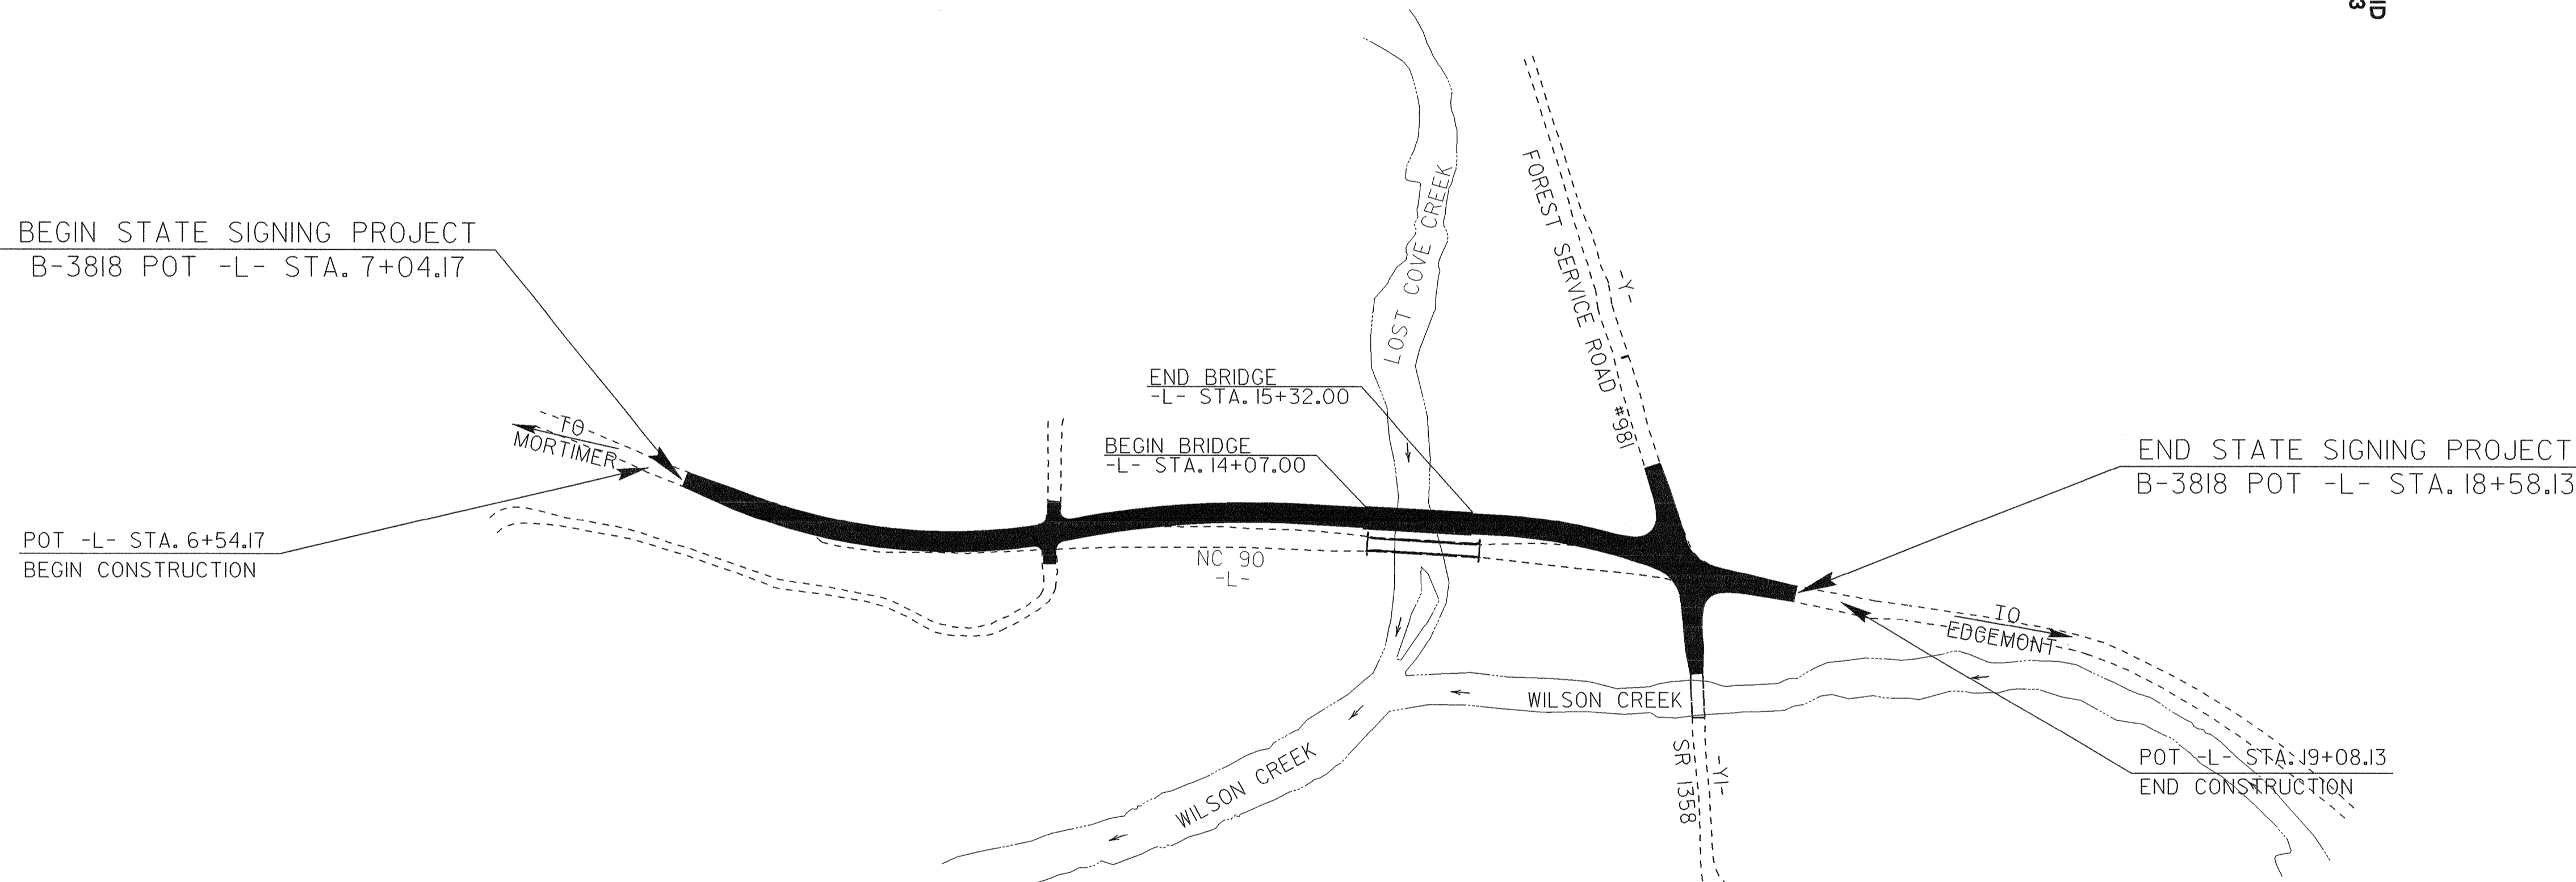 ID
3
BEGIN STATE SIGNING PROJECT
B-3818 POT -L- STA. 7+04.17
POT -L- STA. 6+54.17
BEGIN CONSTRUCTION
TO
MORTIMER
END BRIDGE
-L- STA. 15+32.00
BEGIN BRIDGE
-L- STA. 14+07.00
NC 90
-L-
LOST COVE CREEK
FOREST SERVICE ROAD #981
-Y-
END STATE SIGNING PROJECT
B-3818 POT -L- STA. 18+58.13
TO
EDGEMONT
WILSON CREEK
WILSON CREEK
SR 1358
-Y1-
POT -L- STA. 19+08.13
END CONSTRUCTION